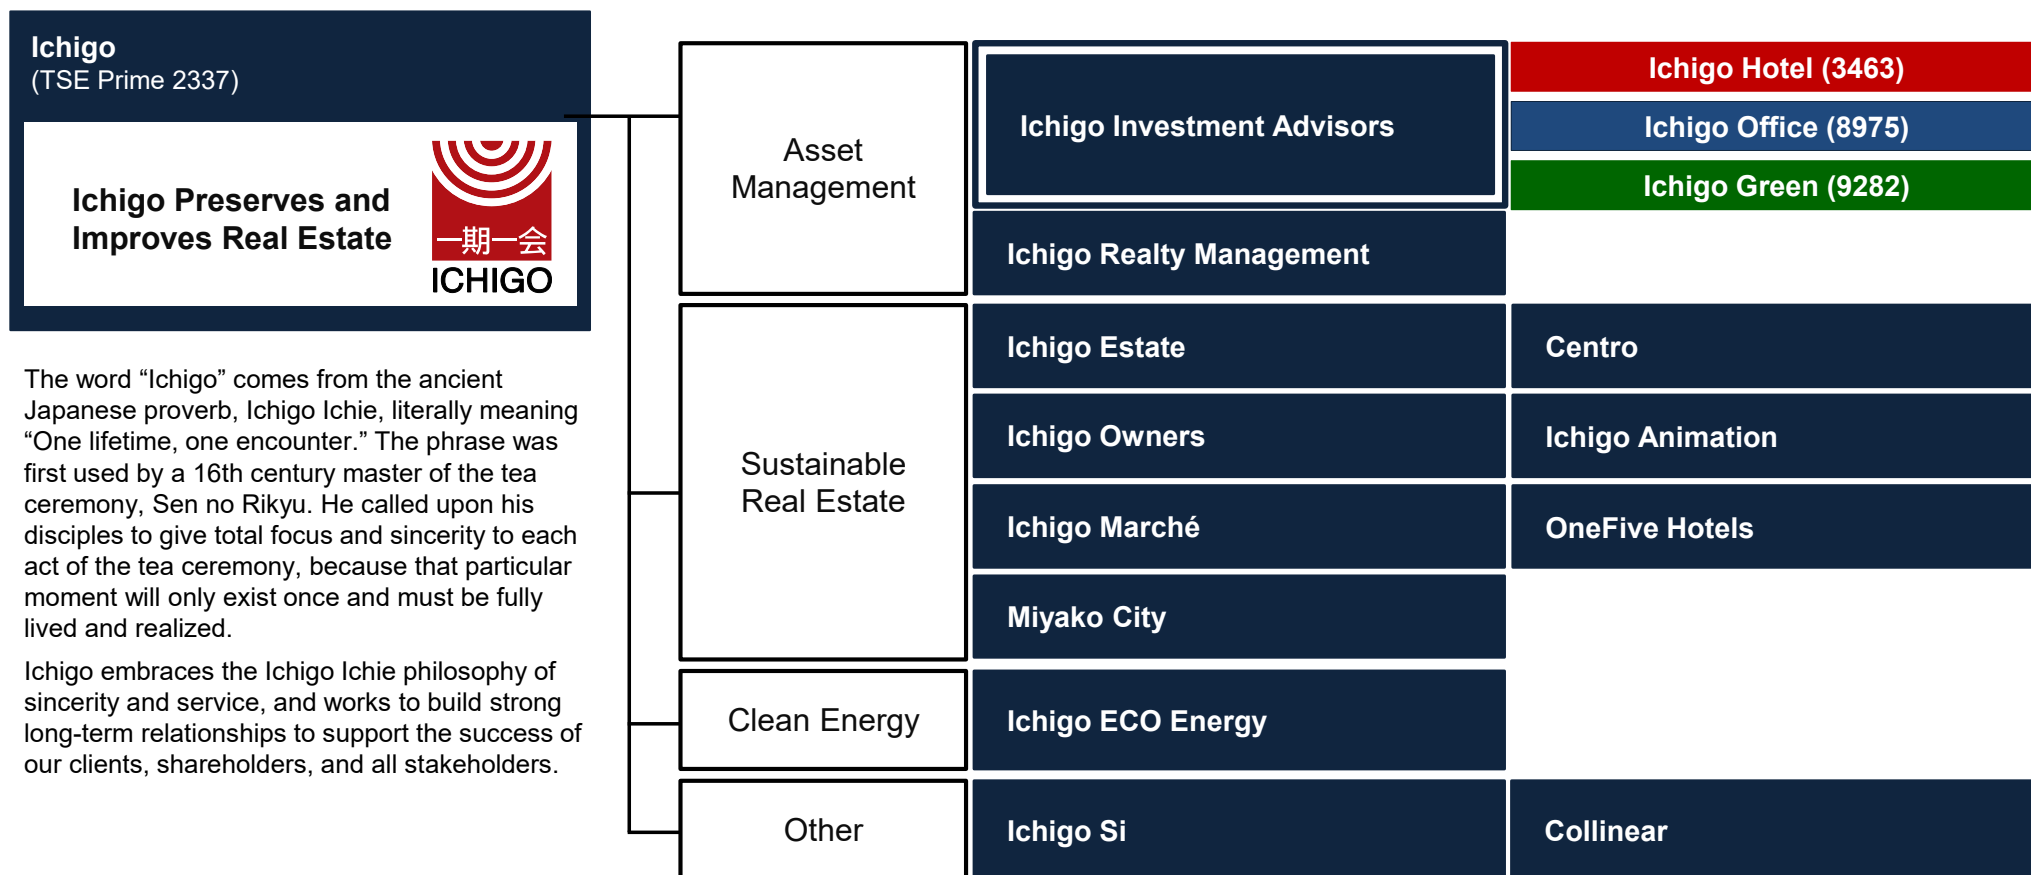 Ichigo
(TSE Prime 2337)
Ichigo Preserves and
Improves Real Estate
一期一会
ICHIGO
The word “Ichigo” comes from the ancient
Japanese proverb, Ichigo Ichie, literally meaning
“One lifetime, one encounter.” The phrase was
first used by a 16th century master of the tea
ceremony, Sen no Rikyu. He called upon his
disciples to give total focus and sincerity to each
act of the tea ceremony, because that particular
moment will only exist once and must be fully
lived and realized.
Ichigo embraces the Ichigo Ichie philosophy of
sincerity and service, and works to build strong
long-term relationships to support the success of
our clients, shareholders, and all stakeholders.
Asset
Management
Ichigo Investment Advisors
Ichigo Hotel (3463)
Ichigo Office (8975)
Ichigo Green (9282)
Ichigo Realty Management
Sustainable
Real Estate
Ichigo Estate
Centro
Ichigo Owners
Ichigo Animation
Ichigo Marché
OneFive Hotels
Miyako City
Clean Energy
Ichigo ECO Energy
Other
Ichigo Si
Collinear